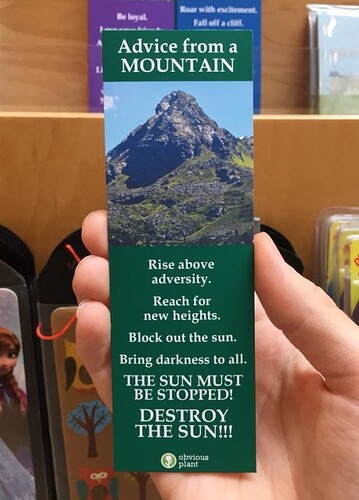 Be loyal.
Roar with excitement.
Fall off a cliff.
Advice from a
MOUNTAIN
Rise above
adversity.
Reach for
new heights.
Block out the sun.
Bring darkness to all.
THE SUN MUST
BE STOPPED!
DESTROY
THE SUN!!!
obvious
plant